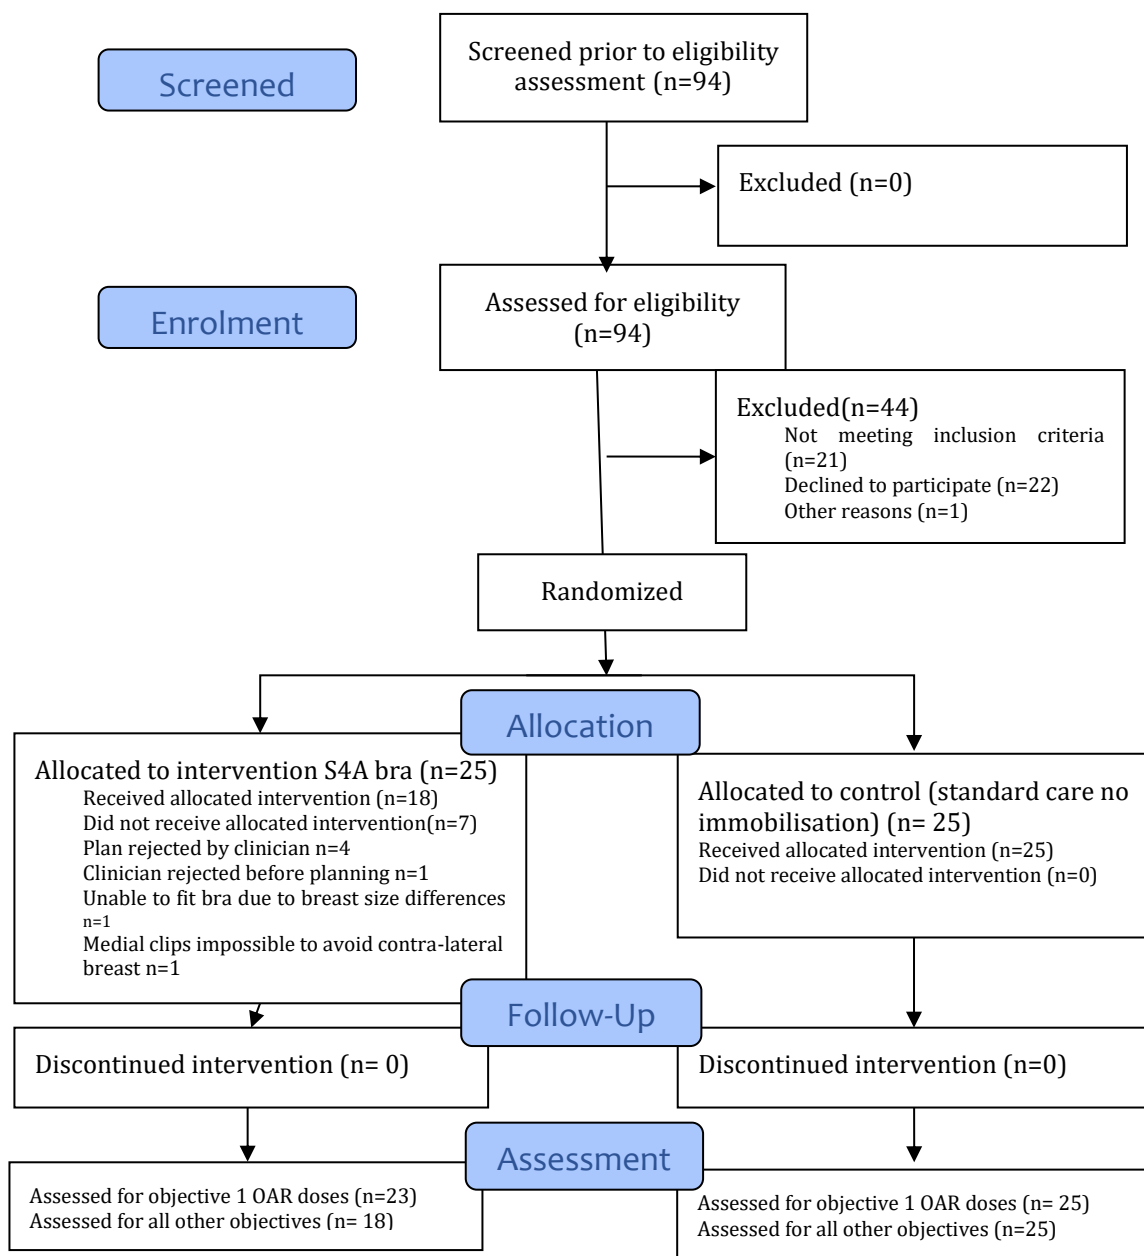 Screened
Screened prior to eligibility
assessment (n=94)
Excluded (n=0)
Enrolment
Assessed for eligibility
(n=94)
Excluded(n=44)
Not meeting inclusion criteria
(n=21)
Declined to participate (n=22)
Other reasons (n=1)
Randomized
Allocation
Allocated to intervention S4A bra (n=25)
Received allocated intervention (n=18)
Did not receive allocated intervention(n=7)
Plan rejected by clinician n=4
Clinician rejected before planning n=1
Unable to fit bra due to breast size differences
n=1
Medial clips impossible to avoid contra-lateral
breast n=1
Allocated to control (standard care no
immobilisation) (n= 25)
Received allocated intervention (n=25)
Did not receive allocated intervention (n=0)
Follow-Up
Discontinued intervention (n= 0)
Discontinued intervention (n=0)
Assessment
Assessed for objective 1 OAR doses (n=23)
Assessed for all other objectives (n= 18)
Assessed for objective 1 OAR doses (n= 25)
Assessed for all other objectives (n=25)